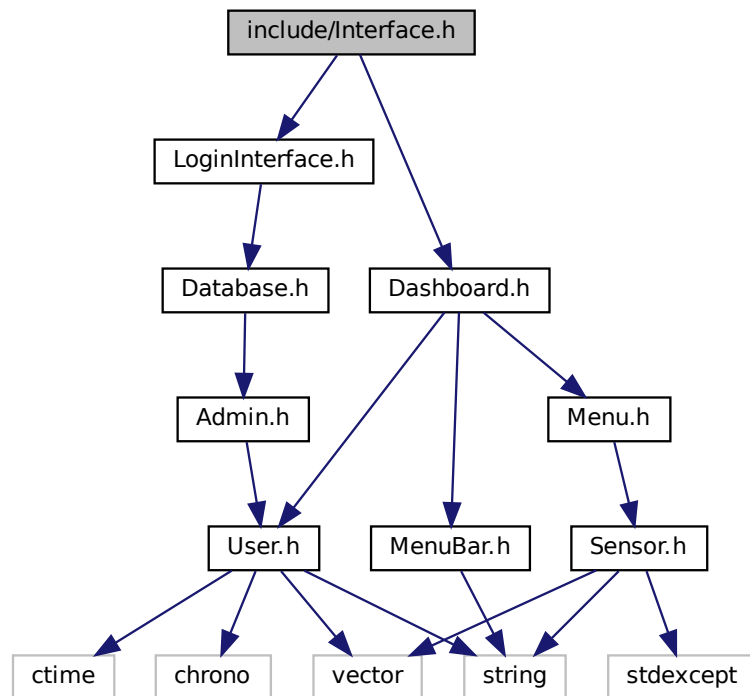 include/Interface.h
LoginInterface.h
Database.h
Dashboard.h
Admin.h
Menu.h
User.h
MenuBar.h
Sensor.h
ctime
chrono
vector
string
stdexcept